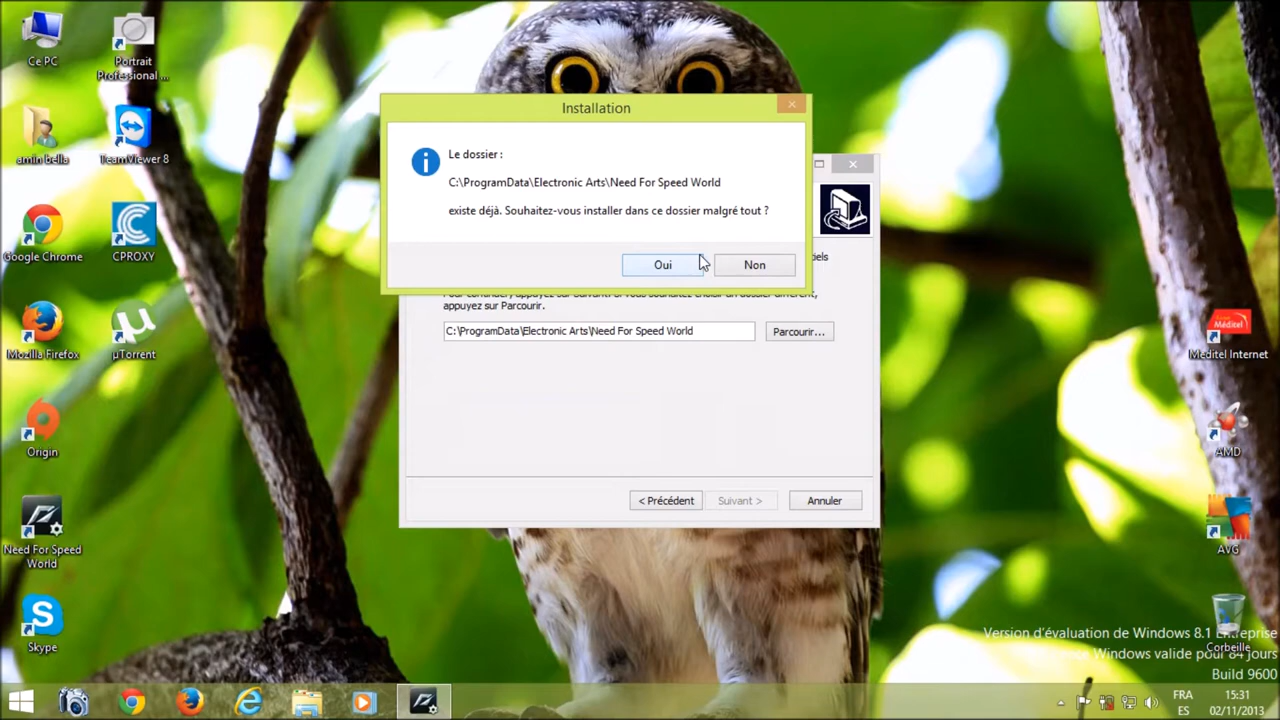 Ce PC
Portrait
Professional ...
amin bella
TeamViewer 8
Google Chrome
CPROXY
Mozilla Firefox
µTorrent
Origin
Need For Speed
World
Skype
Installation
Le dossier :
C:\ProgramData\Electronic Arts\Need For Speed World
existe déjà. Souhaitez-vous installer dans ce dossier malgré tout ?
Oui
Non
appuyez sur Parcourir.
C:\ProgramData\Electronic Arts\Need For Speed World
Parcourir...
< Précédent
Suivant >
Annuler
Méditel
Meditel Internet
AMD
AVG
Corbeille
Version d'évaluation de Windows 8.1 Entreprise
Windows valide pour 84 jours
Build 9600
FRA
ES
15:31
02/11/2013